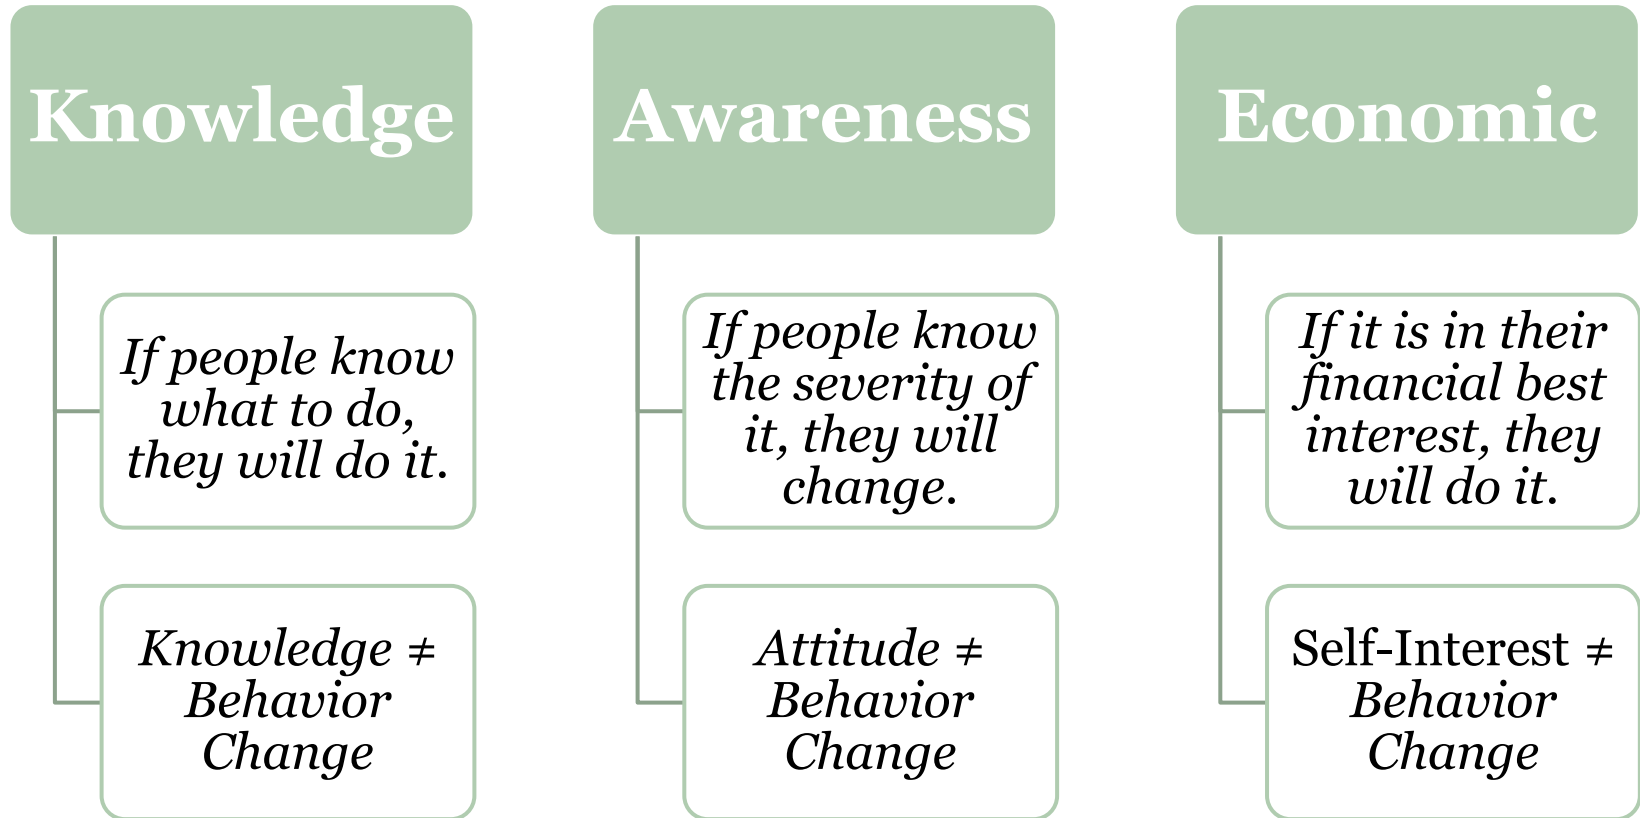 Knowledge
If people know
what to do,
they will do it.
Knowledge ≠
Behavior
Change
Awareness
If people know
the severity of
it, they will
change.
Attitude ≠
Behavior
Change
Economic
If it is in their
financial best
interest, they
will do it.
Self-Interest ≠
Behavior
Change